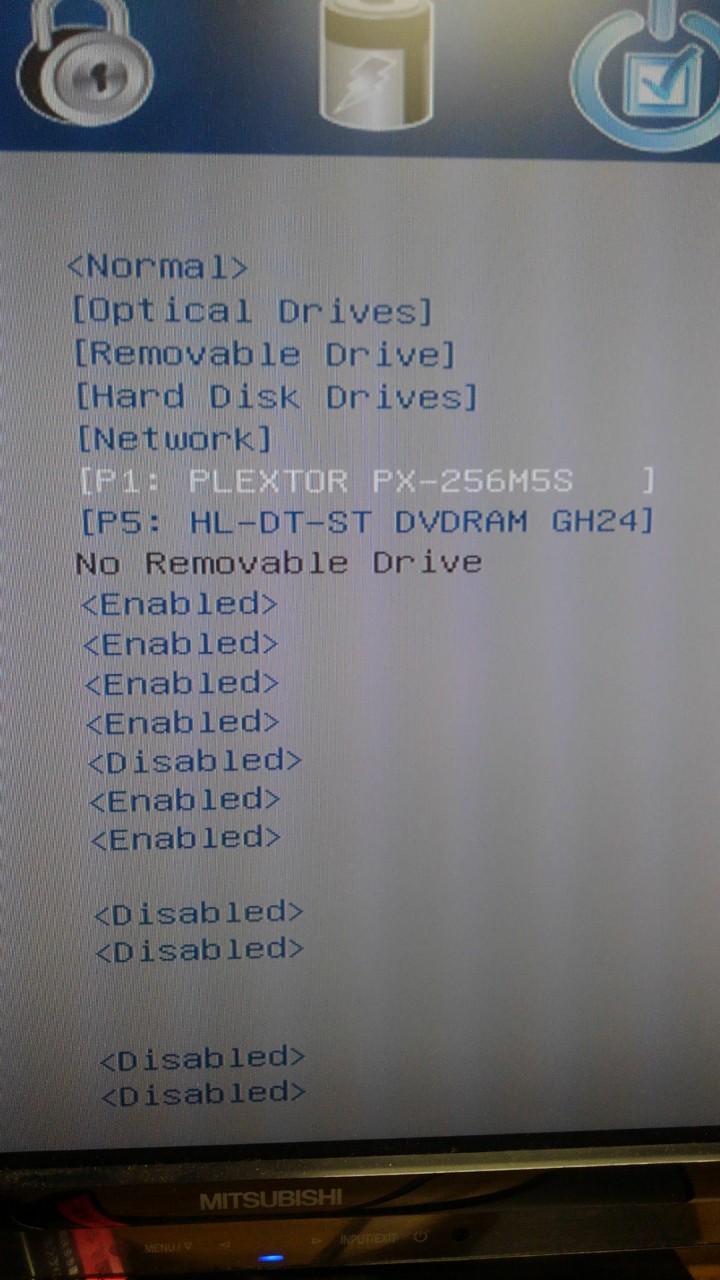 <Normal>
[Optical Drives]
[Removable Drive]
[Hard Disk Drives]
[Network]
[P1: PLEXTOR PX-256M5S   ]
[P5: HL-DT-ST DVDRAM GH24]
No Removable Drive
<Enabled>
<Enabled>
<Enabled>
<Enabled>
<Disabled>
<Enabled>
<Enabled>
<Disabled>
<Disabled>
<Disabled>
<Disabled>
MITSUBISHI
MENU/▽ ◁ ▷ INPUT/EXIT